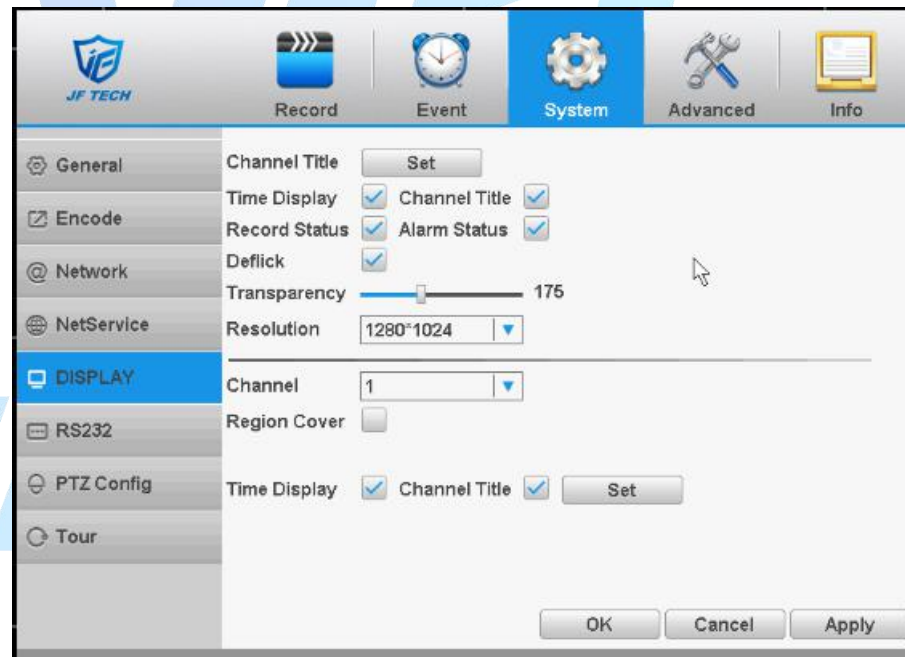 JF TECH
Record Event System Advanced Info
General
Encode
Network
NetService
DISPLAY
RS232
PTZ Config
Tour
Channel Title Set
Time Display Channel Title
Record Status Alarm Status
Deflick
Transparency 175
Resolution 1280*1024
Channel 1
Region Cover
Time Display Channel Title Set
OK Cancel Apply